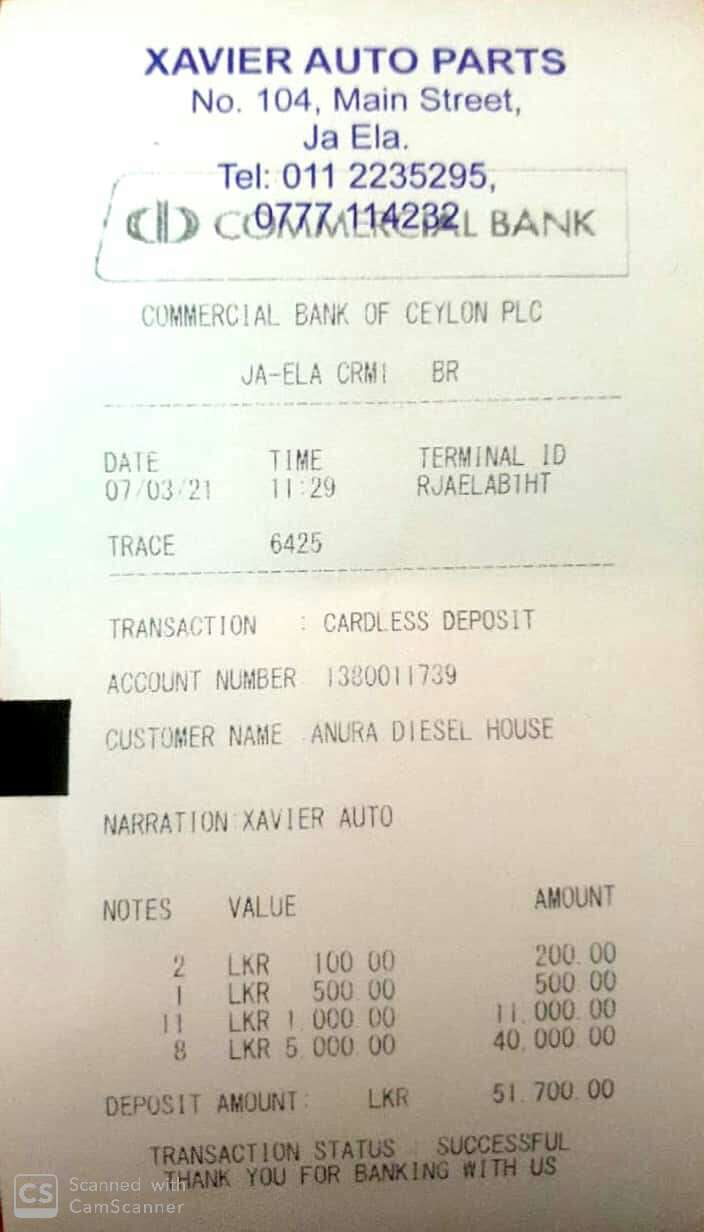 XAVIER AUTO PARTS
No. 104, Main Street,
Ja Ela.
Tel: 011 2235295,
0777 114232
COMMERCIAL BANK
COMMERCIAL BANK OF CEYLON PLC
JA-ELA CRM1 BR
DATE TIME TERMINAL ID
07/03/21 11:29 RJAELAB1HT
TRACE 6425
TRANSACTION : CARDLESS DEPOSIT
ACCOUNT NUMBER 1380011739
CUSTOMER NAME ANURA DIESEL HOUSE
NARRATION:XAVIER AUTO
NOTES VALUE AMOUNT
2 LKR 100.00 200.00
1 LKR 500.00 500.00
11 LKR 1,000.00 11,000.00
8 LKR 5,000.00 40,000.00
DEPOSIT AMOUNT: LKR 51,700.00
TRANSACTION STATUS : SUCCESSFUL
THANK YOU FOR BANKING WITH US
CS Scanned with
CamScanner